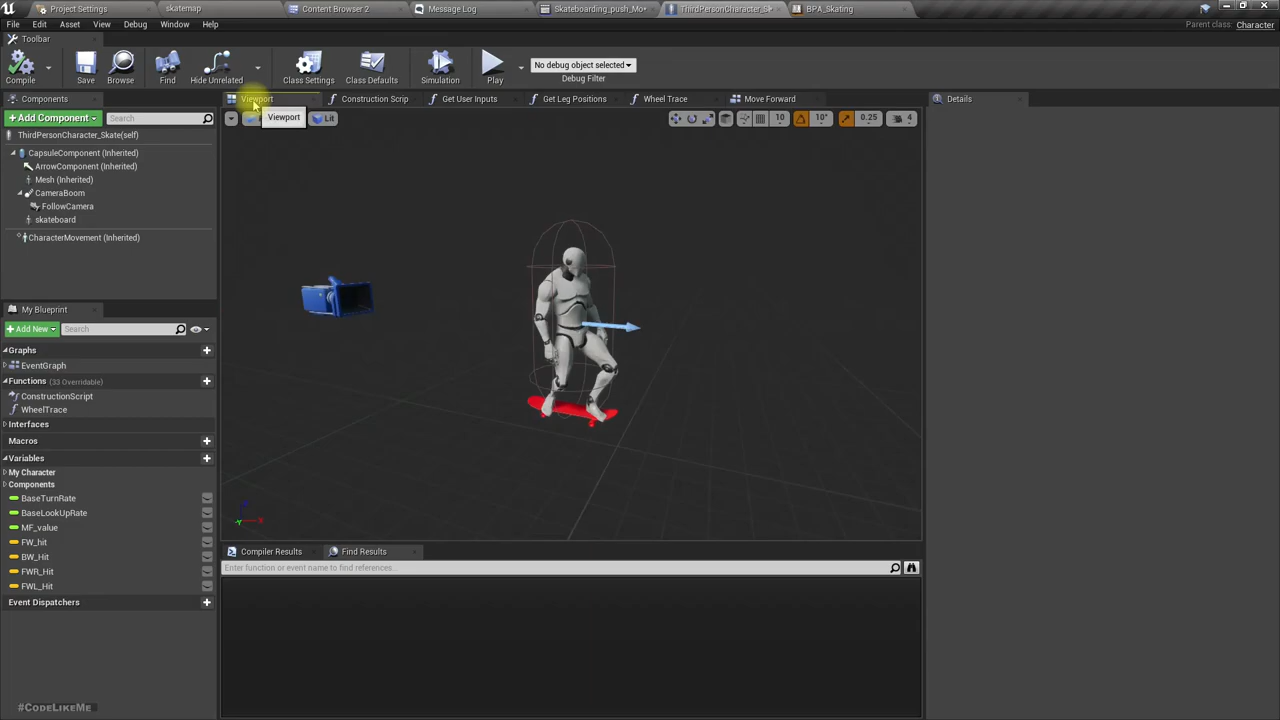 Project Settings
skatemap
Content Browser 2
Message Log
Skateboarding_push_Mo
ThirdPersonCharacter_Sk
BPA_Skating
File Edit Asset View Debug Window Help
Parent class: Character
Toolbar
Compile
Save
Browse
Find
Hide Unrelated
Class Settings
Class Defaults
Simulation
Play
No debug object selected
Debug Filter
Components
Viewport
Construction Scrip
Get User Inputs
Get Leg Positions
Wheel Trace
Move Forward
Details
+Add Component
Search
Viewport
Lit
10
10°
0.25
4
ThirdPersonCharacter_Skate(self)
CapsuleComponent (Inherited)
ArrowComponent (Inherited)
Mesh (Inherited)
CameraBoom
FollowCamera
skateboard
CharacterMovement (Inherited)
My Blueprint
+Add New
Search
Graphs
EventGraph
Functions (33 Overridable)
ConstructionScript
WheelTrace
Interfaces
Macros
Variables
My Character
Components
BaseTurnRate
BaseLookUpRate
MF_value
FW_hit
BW_Hit
FWR_Hit
FWL_Hit
Event Dispatchers
Compiler Results
Find Results
Enter function or event name to find references...
#CodeLikeMe